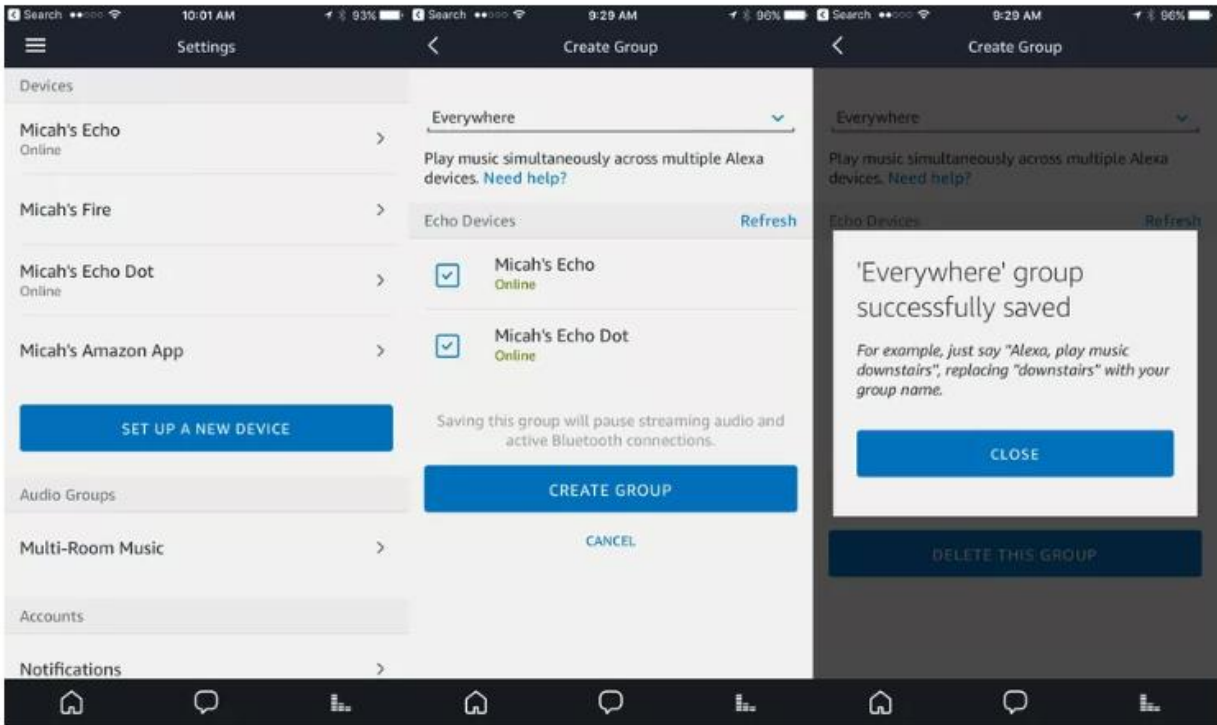 Search
10:01 AM
93%
Settings
Devices
Micah's Echo
Online
Micah's Fire
Micah's Echo Dot
Online
Micah's Amazon App
SET UP A NEW DEVICE
Audio Groups
Multi-Room Music
Accounts
Notifications
Search
9:29 AM
96%
Create Group
Everywhere
Play music simultaneously across multiple Alexa
devices. Need help?
Echo Devices
Refresh
Micah's Echo
Online
Micah's Echo Dot
Online
Saving this group will pause streaming audio and
active Bluetooth connections.
CREATE GROUP
CANCEL
Search
9:29 AM
96%
Create Group
Everywhere
Play music simultaneously across multiple Alexa
devices. Need help?
Echo Devices
Refresh
'Everywhere' group
successfully saved
For example, just say "Alexa, play music
downstairs", replacing "downstairs" with your
group name.
CLOSE
DELETE THIS GROUP